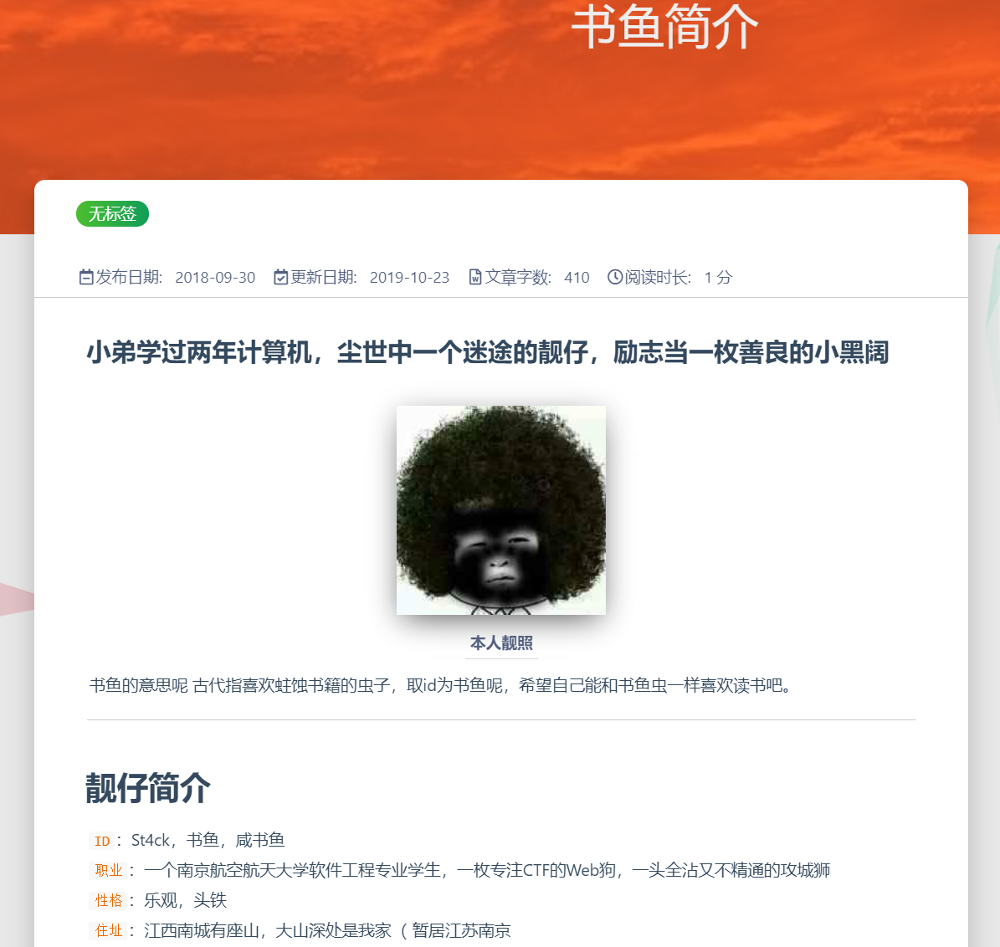 书鱼简介
无标签
发布日期: 2018-09-30 更新日期: 2019-10-23 文章字数: 410 阅读时长: 1 分
小弟学过两年计算机，尘世中一个迷途的靓仔，励志当一枚善良的小黑阔
本人靓照
书鱼的意思呢 古代指喜欢蛀蚀书籍的虫子，取id为书鱼呢，希望自己能和书鱼虫一样喜欢读书吧。
靓仔简介
ID：St4ck，书鱼，咸书鱼
职业：一个南京航空航天大学软件工程专业学生，一枚专注CTF的Web狗，一头全沾又不精通的攻城狮
性格：乐观，头铁
住址：江西南城有座山，大山深处是我家（ 暂居江苏南京